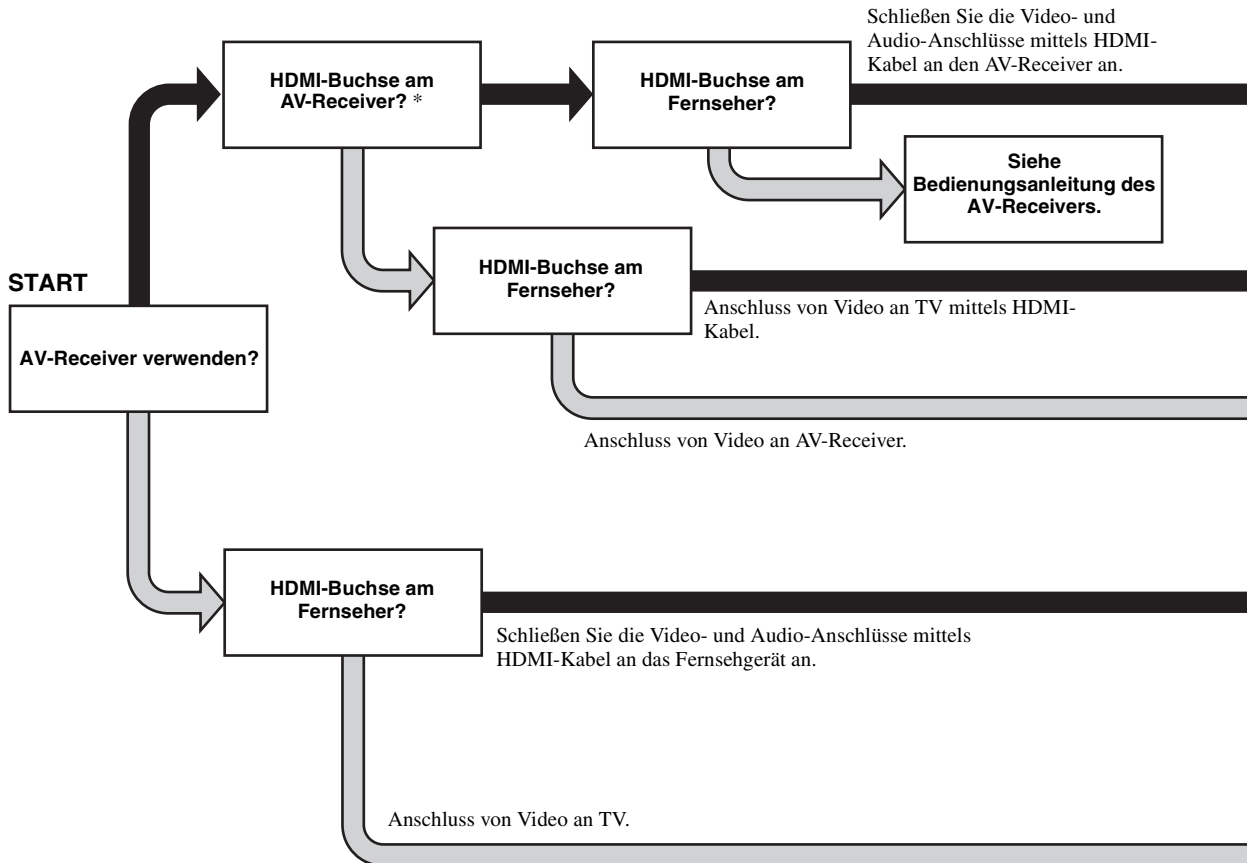 Schließen Sie die Video- und
Audio-Anschlüsse mittels HDMI-
Kabel an den AV-Receiver an.
HDMI-Buchse am
AV-Receiver? *
HDMI-Buchse am
Fernseher?
Siehe
Bedienungsanleitung des
AV-Receivers.
HDMI-Buchse am
Fernseher?
START
Anschluss von Video an TV mittels HDMI-
Kabel.
AV-Receiver verwenden?
Anschluss von Video an AV-Receiver.
HDMI-Buchse am
Fernseher?
Schließen Sie die Video- und Audio-Anschlüsse mittels
HDMI-Kabel an das Fernsehgerät an.
Anschluss von Video an TV.